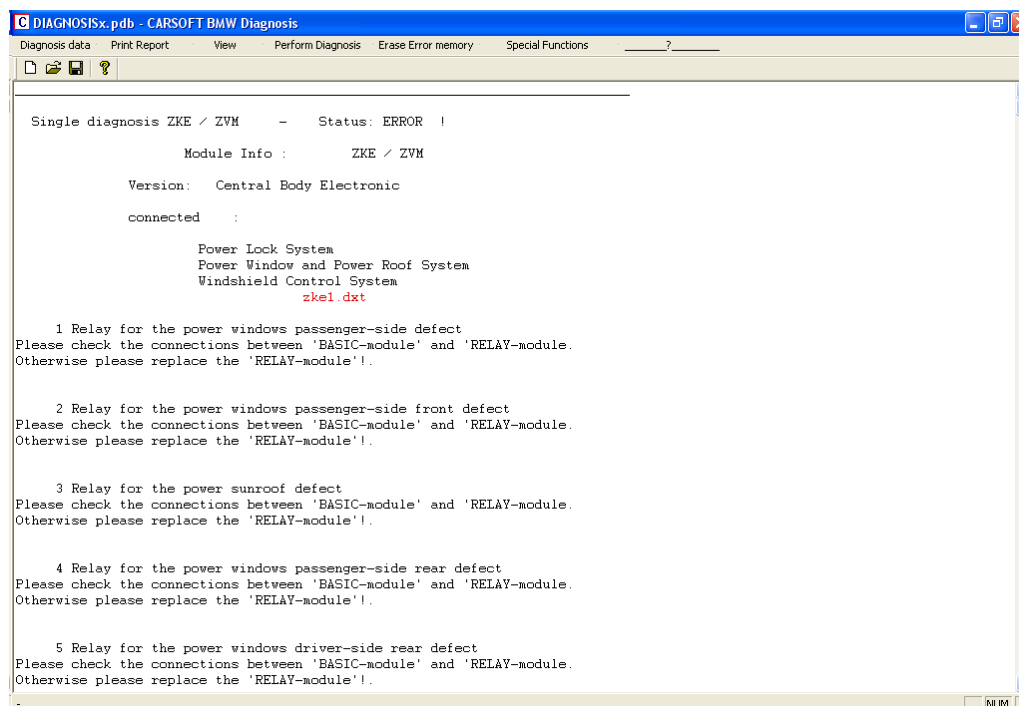 C DIAGNOSISx.pdb - CARSOFT BMW Diagnosis
Diagnosis data Print Report View Perform Diagnosis Erase Error memory Special Functions ______?______
Single diagnosis ZKE / ZVM – Status: ERROR !
Module Info : ZKE / ZVM
Version: Central Body Electronic
connected :
Power Lock System
Power Window and Power Roof System
Windshield Control System
zke1.dxt
1 Relay for the power windows passenger-side defect
Please check the connections between 'BASIC-module' and 'RELAY-module.
Otherwise please replace the 'RELAY-module'!.
2 Relay for the power windows passenger-side front defect
Please check the connections between 'BASIC-module' and 'RELAY-module.
Otherwise please replace the 'RELAY-module'!.
3 Relay for the power sunroof defect
Please check the connections between 'BASIC-module' and 'RELAY-module.
Otherwise please replace the 'RELAY-module'!.
4 Relay for the power windows passenger-side rear defect
Please check the connections between 'BASIC-module' and 'RELAY-module.
Otherwise please replace the 'RELAY-module'!.
5 Relay for the power windows driver-side rear defect
Please check the connections between 'BASIC-module' and 'RELAY-module.
Otherwise please replace the 'RELAY-module'!.
- NUM